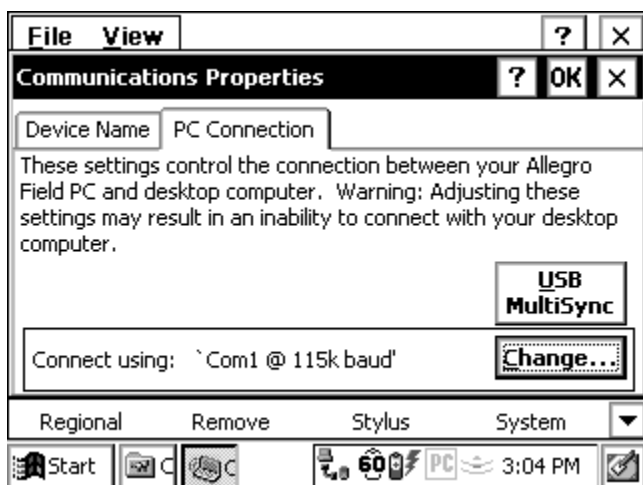 File View ? ×
Communications Properties ? OK ×
Device Name PC Connection
These settings control the connection between your Allegro
Field PC and desktop computer. Warning: Adjusting these
settings may result in an inability to connect with your desktop
computer.
USB
MultiSync
Connect using: `Com1 @ 115k baud' Change...
Regional Remove Stylus System
Start C C 60 PC 3:04 PM